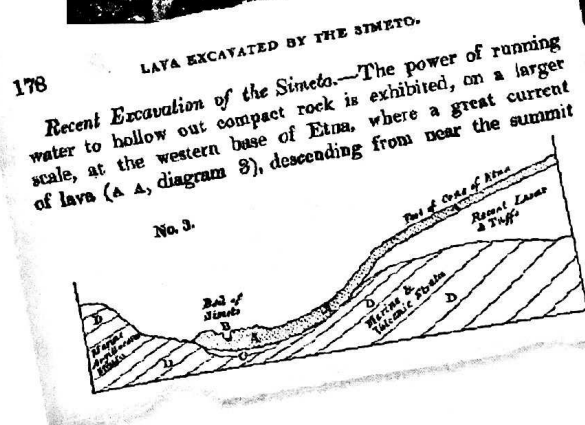 178
LAVA EXCAVATED BY THE SIMETO.
Recent Excavation of the Simeto.—The power of running
water to hollow out compact rock is exhibited, on a larger
scale, at the western base of Etna, where a great current
of lava (A A, diagram 3), descending from near the summit
No. 3.
Foot of Cone of Etna
A
Recent Lavas
& Tuffs
Bed of
Simeto
B
A
A
C
D
D
D
D
Marine &
Volcanic Strata
Marine
Argillaceous
Strata